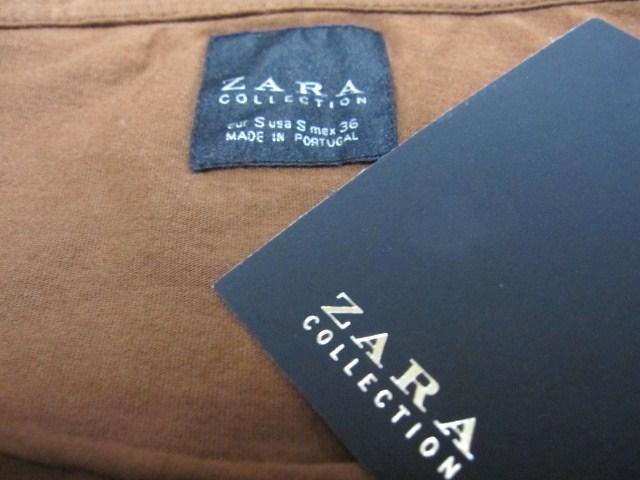 ZARA
COLLECTION
eur S usa S mex 36
MADE IN PORTUGAL
ZARA
COLLECTION